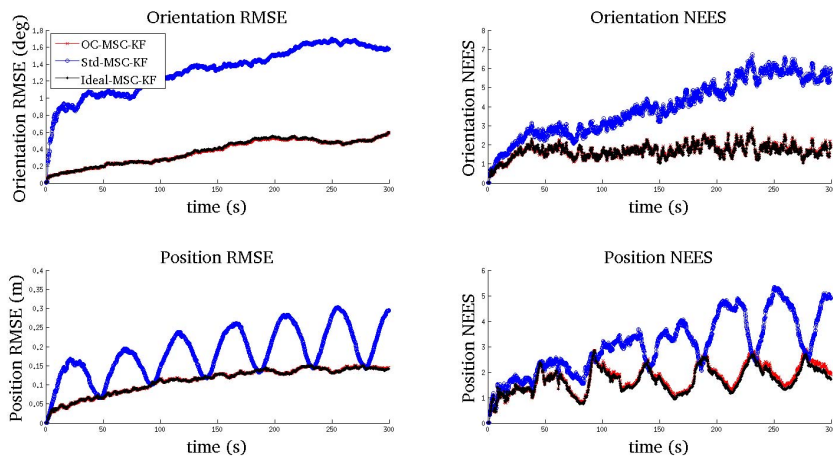 Orientation RMSE
Orientation RMSE (deg)
1,8
1,6
1,4
1,2
1
0,8
0,6
0,4
0,2
0
OC-MSC-KF
Std-MSC-KF
Ideal-MSC-KF
0 50 100 150 200 250 300
time (s)
Orientation NEES
Orientation NEES
8
7
6
5
4
3
2
1
0
0 50 100 150 200 250 300
time (s)
Position RMSE
Position RMSE (m)
0,4
0,35
0,3
0,25
0,2
0,15
0,1
0,05
0
0 50 100 150 200 250 300
time (s)
Position NEES
Position NEES
6
5
4
3
2
1
0
0 50 100 150 200 250 300
time (s)